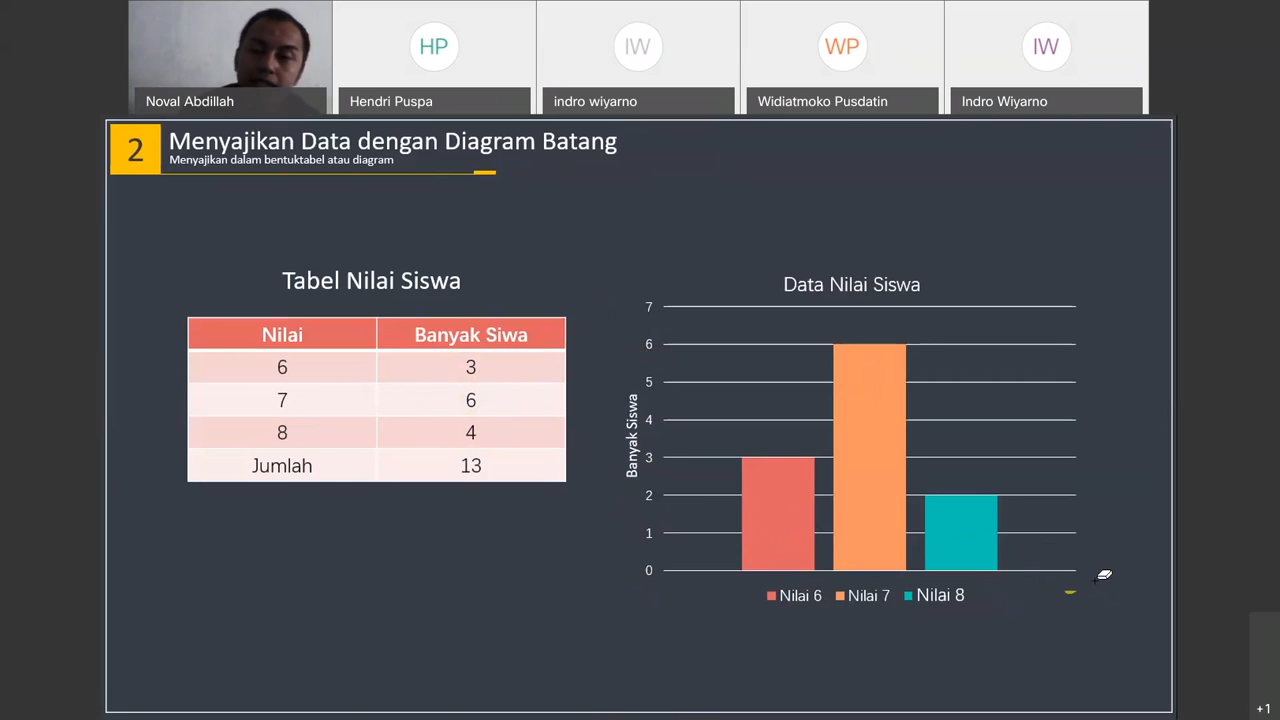 HP
IW
WP
IW
Noval Abdillah
Hendri Puspa
indro wiyarno
Widiatmoko Pusdatin
Indro Wiyarno
2
Menyajikan Data dengan Diagram Batang
Menyajikan dalam bentuktabel atau diagram
Tabel Nilai Siswa
Nilai Banyak Siwa
6 3
7 6
8 4
Jumlah 13
Data Nilai Siswa
7
6
5
4
3
2
1
0
Banyak Siswa
Nilai 6 Nilai 7 Nilai 8
+1